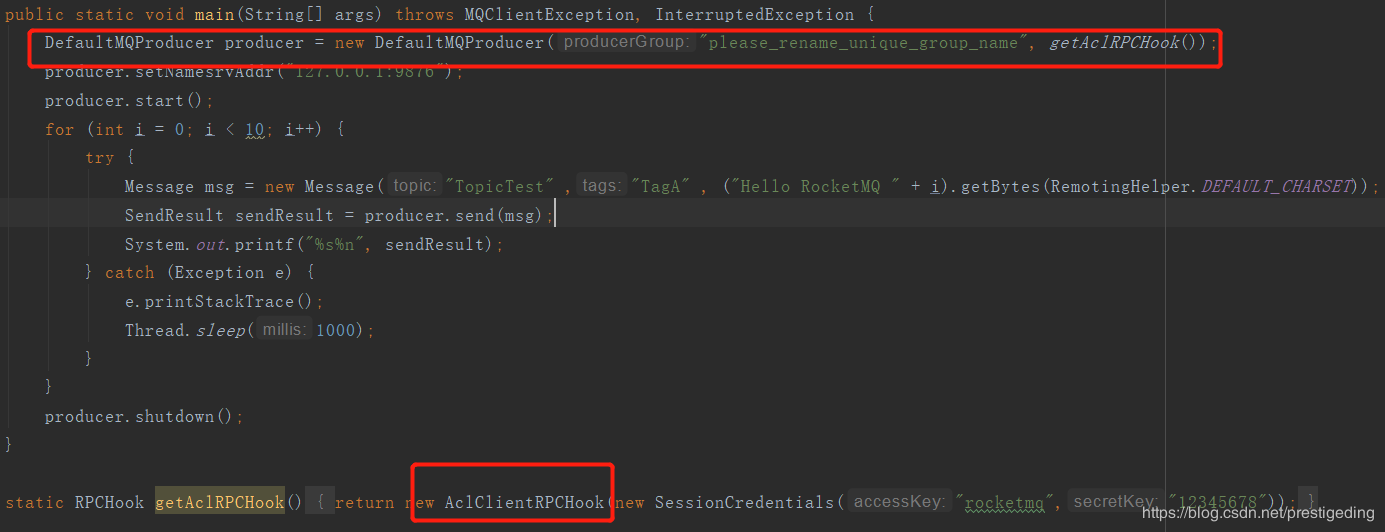 public static void main(String[] args) throws MQClientException, InterruptedException {
DefaultMQProducer producer = new DefaultMQProducer( producerGroup: "please_rename_unique_group_name", getAclRPCHook());
producer.setNamesrvAddr("127.0.0.1:9876");
producer.start();
for (int i = 0; i < 10; i++) {
try {
Message msg = new Message( topic: "TopicTest" , tags: "TagA" , ("Hello RocketMQ " + i).getBytes(RemotingHelper.DEFAULT_CHARSET));
SendResult sendResult = producer.send(msg);
System.out.printf("%s%n", sendResult);
} catch (Exception e) {
e.printStackTrace();
Thread.sleep( millis: 1000);
}
}
producer.shutdown();
}
static RPCHook getAclRPCHook() { return new AclClientRPCHook(new SessionCredentials( accessKey: "rocketmq", secretKey: "12345678")); }
https://blog.csdn.net/prestigeding